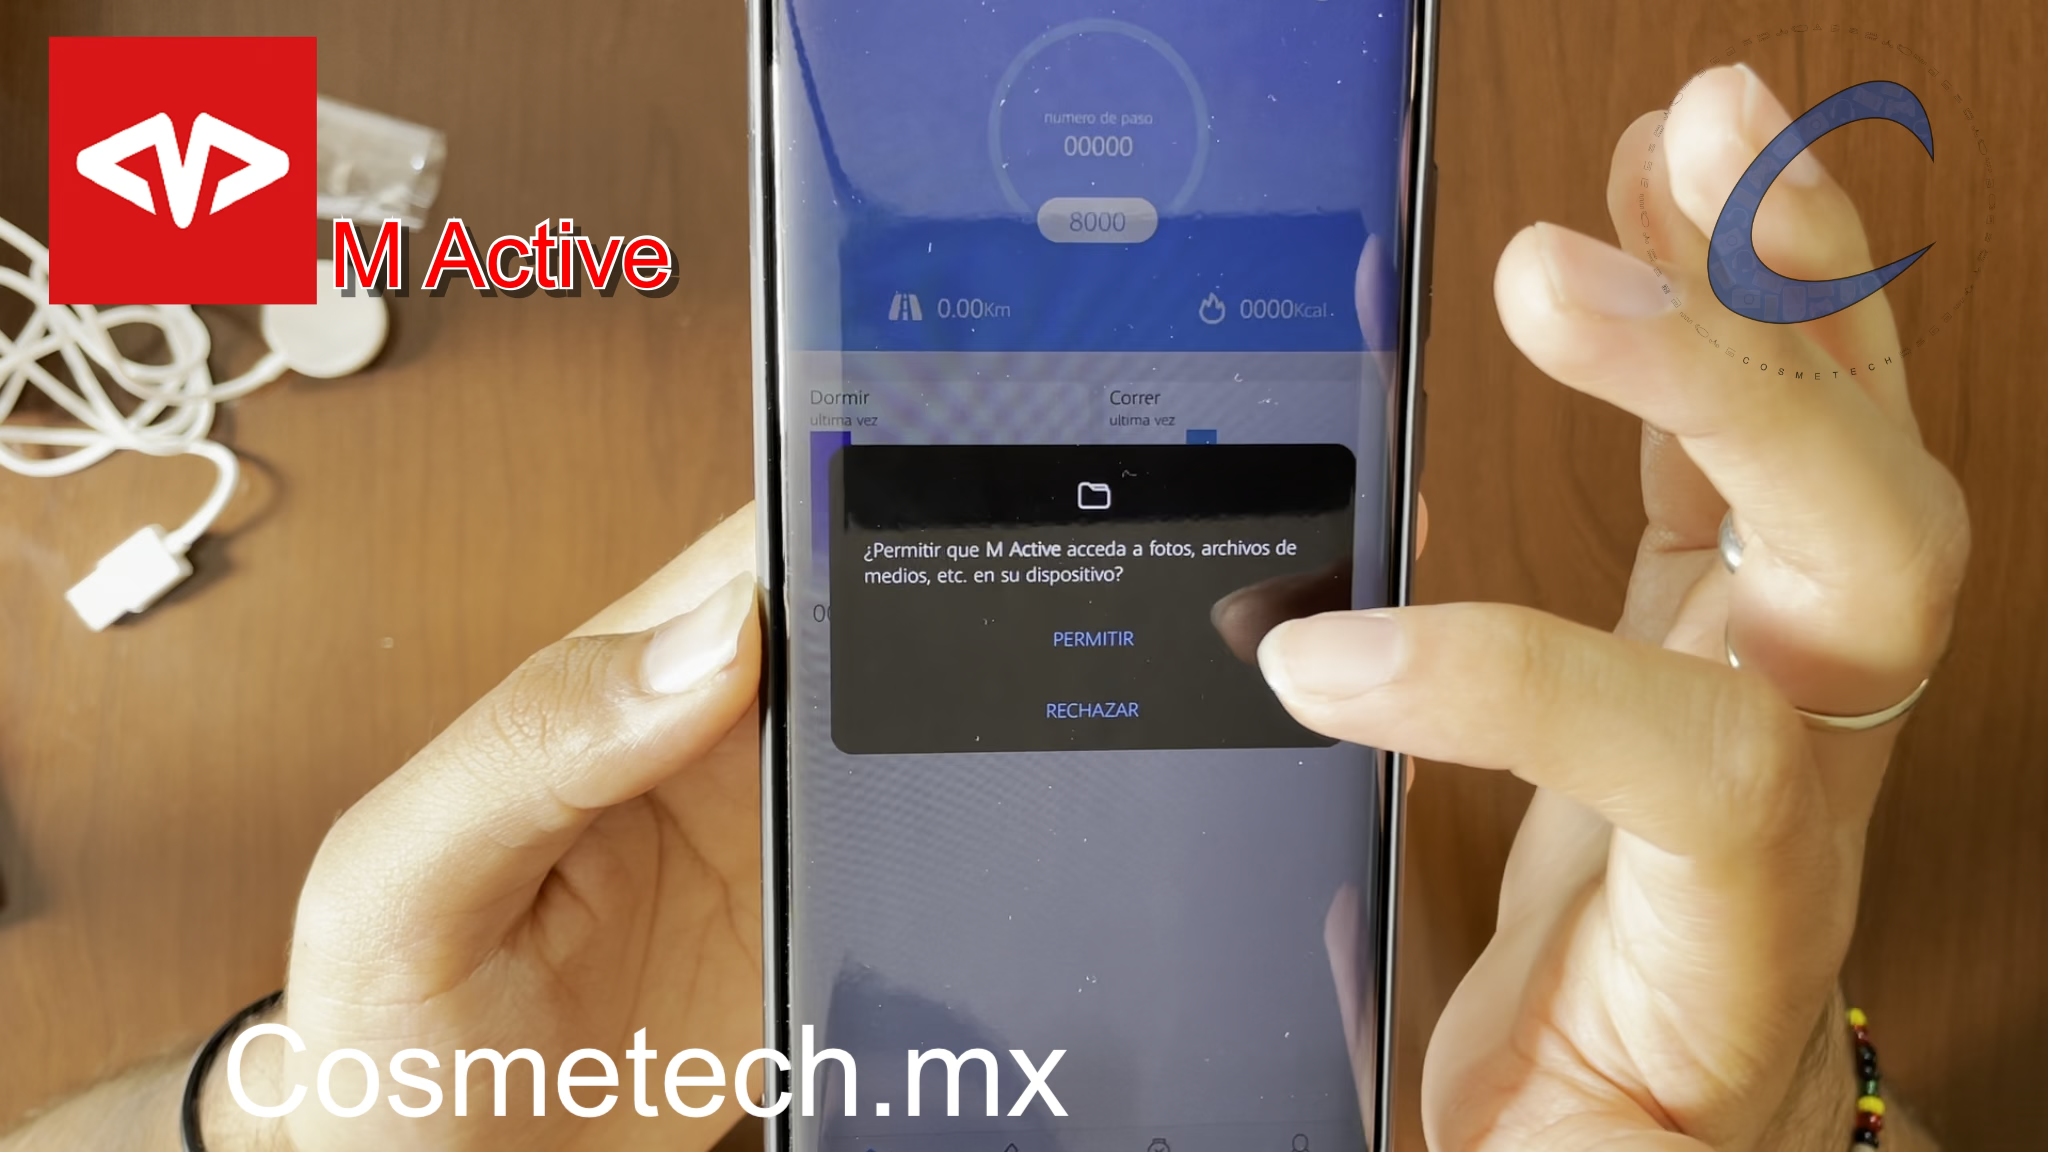 M Active
numero de paso
00000
8000
0.00Km
0000Kcal
Dormir
ultima vez
Correr
ultima vez
¿Permitir que M Active acceda a fotos, archivos de
medios, etc. en su dispositivo?
PERMITIR
RECHAZAR
COSMETECH
Cosmetech.mx